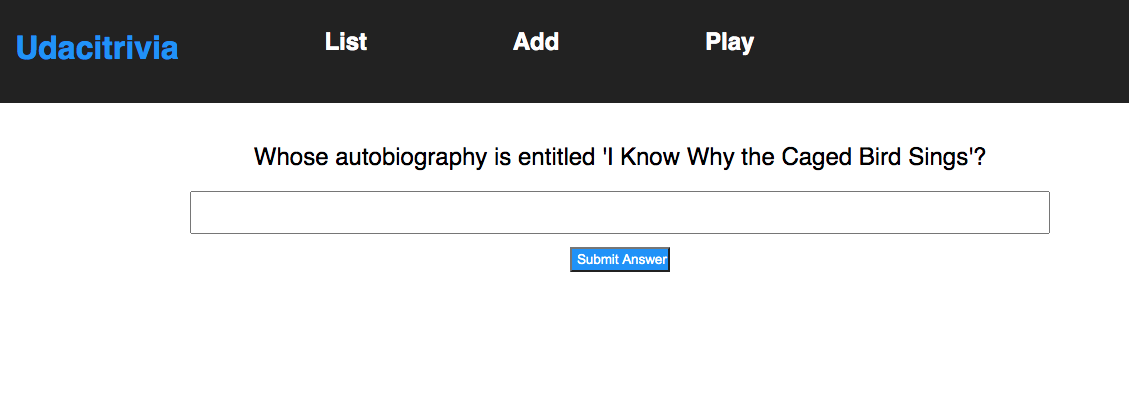 Udacitrivia
List
Add
Play
Whose autobiography is entitled 'I Know Why the Caged Bird Sings'?
Submit Answer